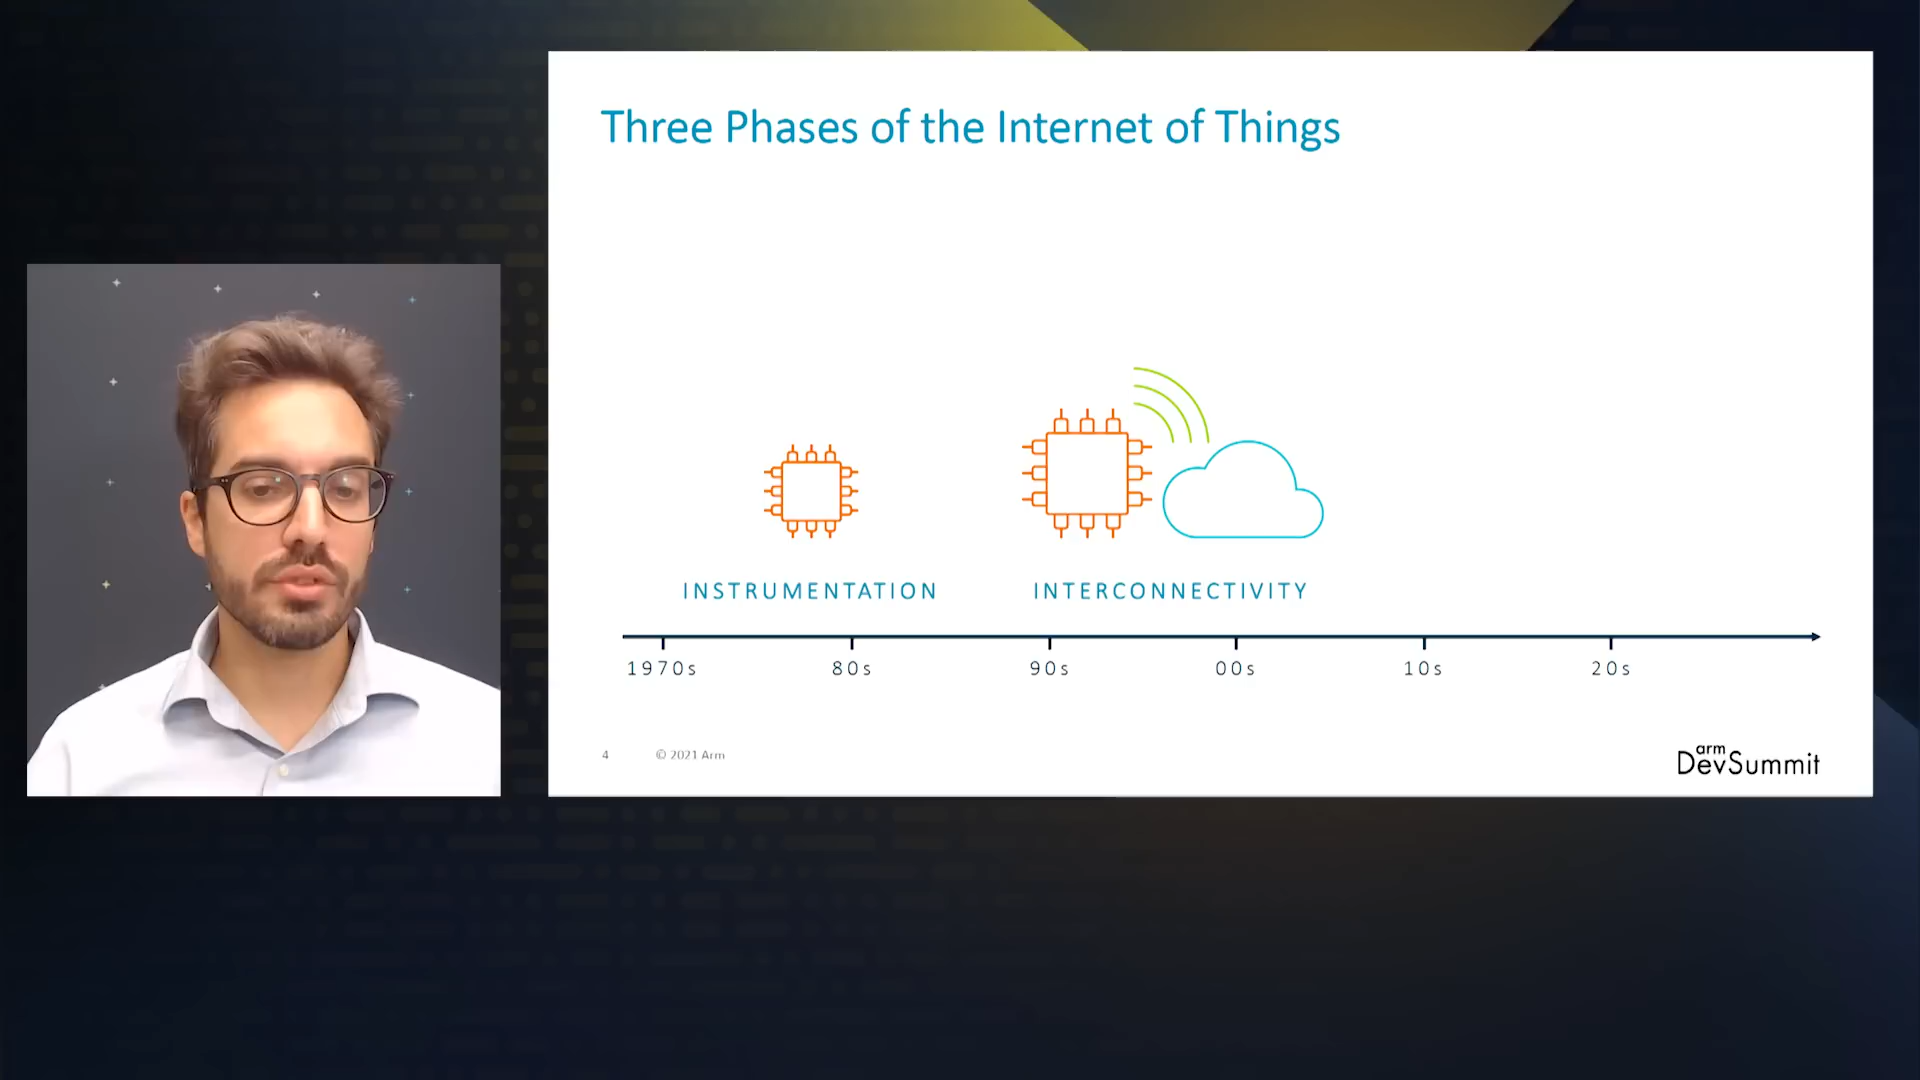 Three Phases of the Internet of Things
INSTRUMENTATION
INTERCONNECTIVITY
1970s 80s 90s 00s 10s 20s
4 © 2021 Arm
arm
DevSummit